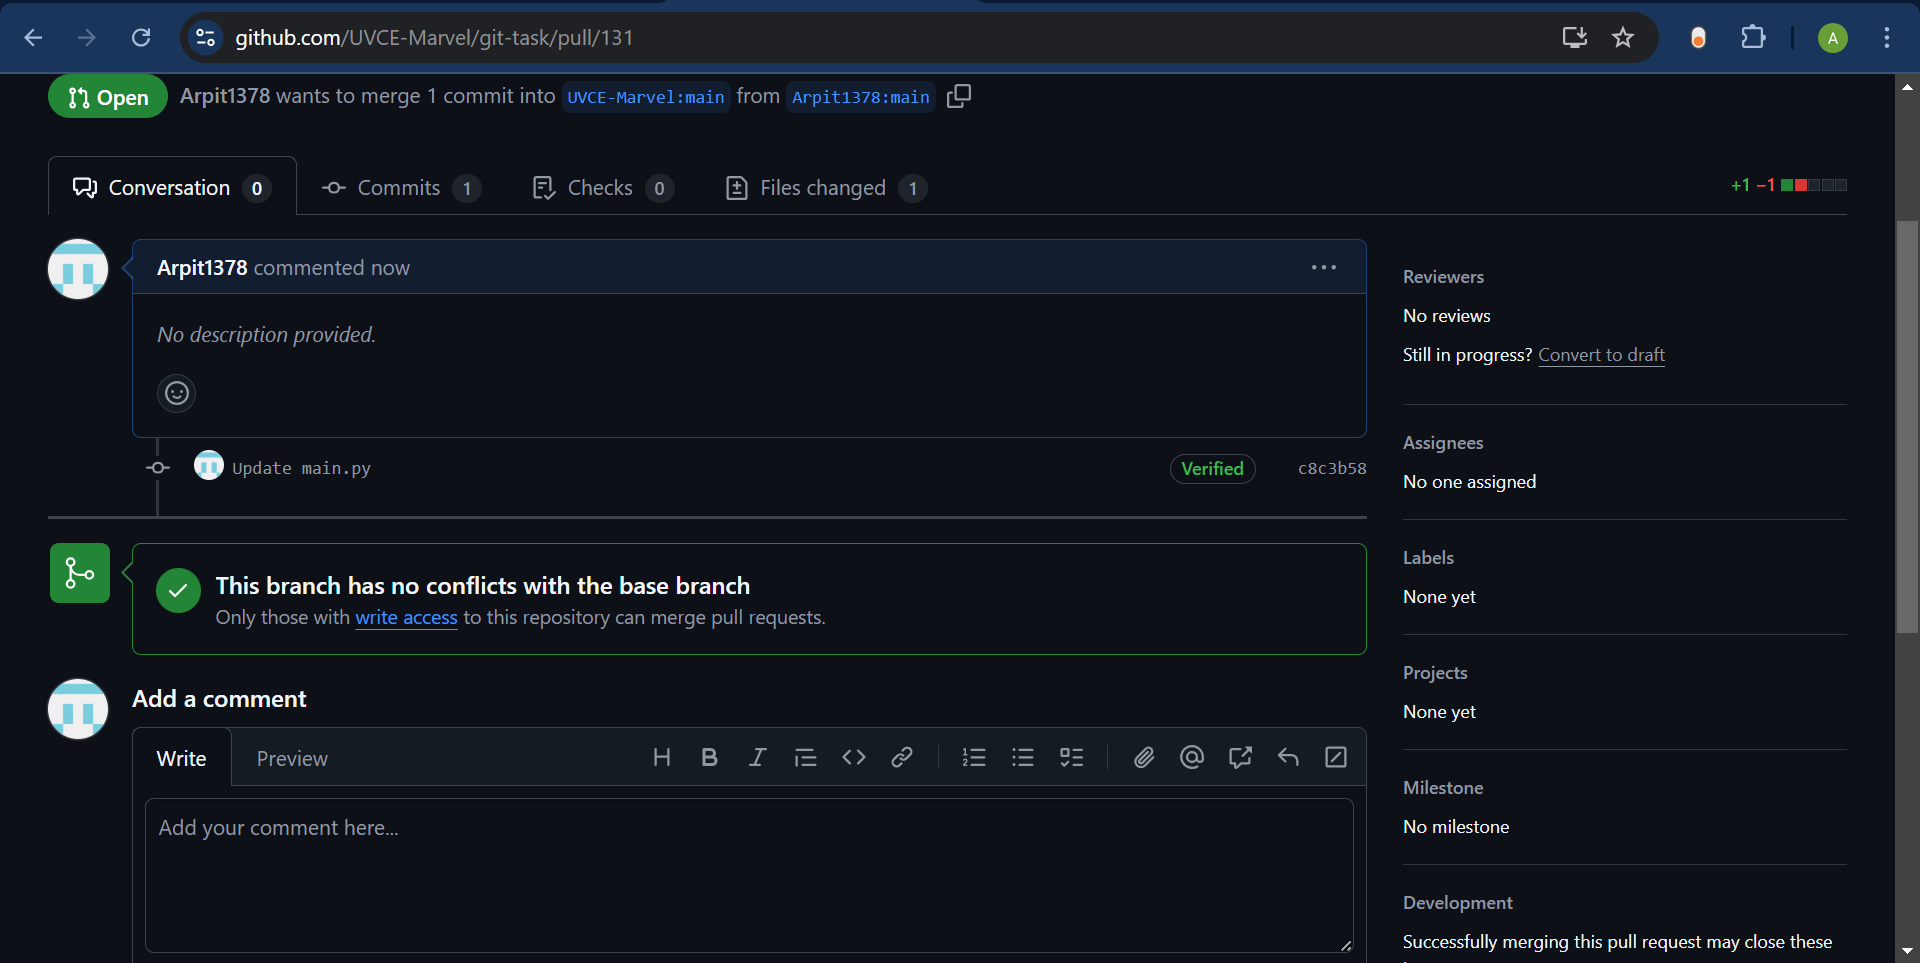 github.com/UVCE-Marvel/git-task/pull/131
A
Open
Arpit1378 wants to merge 1 commit into UVCE-Marvel:main from Arpit1378:main
Conversation 0
Commits 1
Checks 0
Files changed 1
+1 −1
Arpit1378 commented now
No description provided.
Update main.py
Verified
c8c3b58
This branch has no conflicts with the base branch
Only those with write access to this repository can merge pull requests.
Add a comment
Write
Preview
Add your comment here...
Reviewers
No reviews
Still in progress? Convert to draft
Assignees
No one assigned
Labels
None yet
Projects
None yet
Milestone
No milestone
Development
Successfully merging this pull request may close these